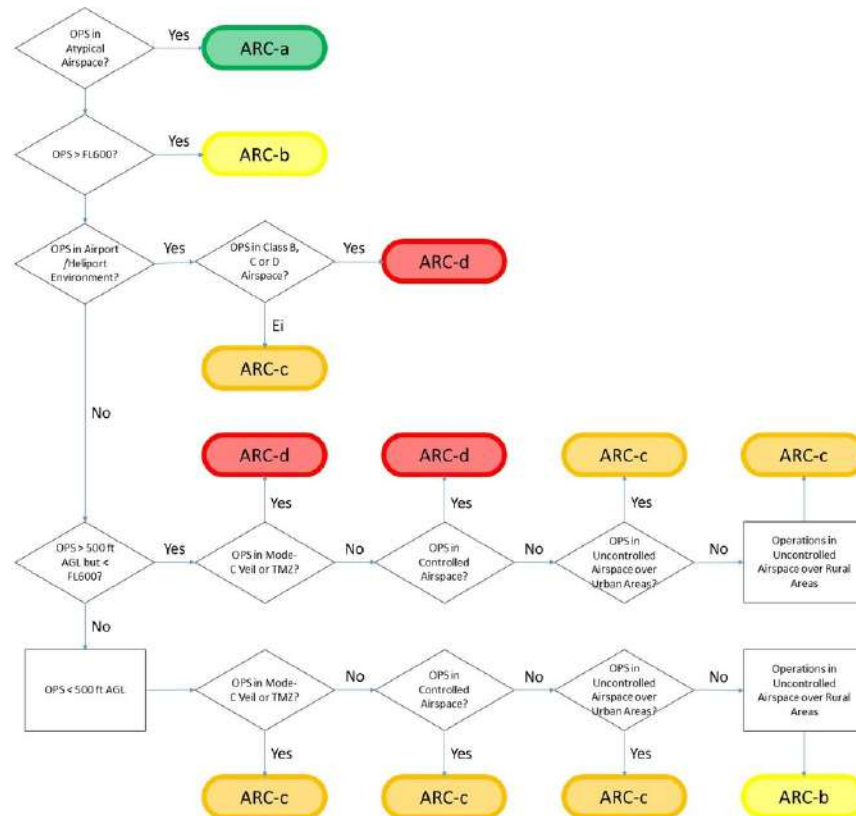 OPS in
Atypical
Airspace?
Yes
ARC-a
OPS > FL600?
Yes
ARC-b
OPS in Airport
/Heliport
Environment?
Yes
OPS in Class B,
C or D
Airspace?
Yes
ARC-d
Ei
ARC-c
No
ARC-d
ARC-d
ARC-c
ARC-c
Yes
Yes
Yes
OPS > 500 ft
AGL but <
FL600?
Yes
OPS in Mode-
C Veil or TMZ?
No
OPS in
Controlled
Airspace?
No
OPS in
Uncontrolled
Airspace over
Urban Areas?
No
Operations in
Uncontrolled
Airspace over Rural
Areas
No
OPS < 500 ft AGL
OPS in Mode-
C Veil or TMZ?
No
OPS in
Controlled
Airspace?
No
OPS in
Uncontrolled
Airspace over
Urban Areas?
No
Operations in
Uncontrolled
Airspace over Rural
Areas
Yes
Yes
Yes
ARC-c
ARC-c
ARC-c
ARC-b